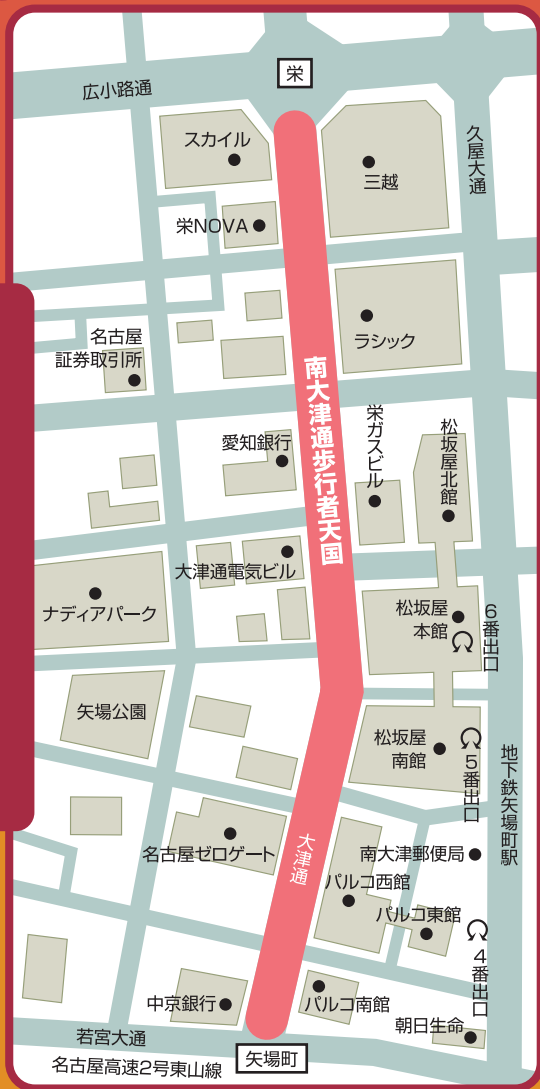 栄
広小路通
スカイル
三越
久屋大通
栄NOVA
ラシック
名古屋
証券取引所
南大津通歩行者天国
愛知銀行
栄ガスビル
松坂屋北館
大津通電気ビル
ナディアパーク
松坂屋
本館
6番出口
矢場公園
松坂屋
南館
5番出口
地下鉄矢場町駅
名古屋ゼロゲート
大津通
南大津郵便局
パルコ西館
パルコ東館
4番出口
中京銀行
パルコ南館
朝日生命
若宮大通
矢場町
名古屋高速2号東山線